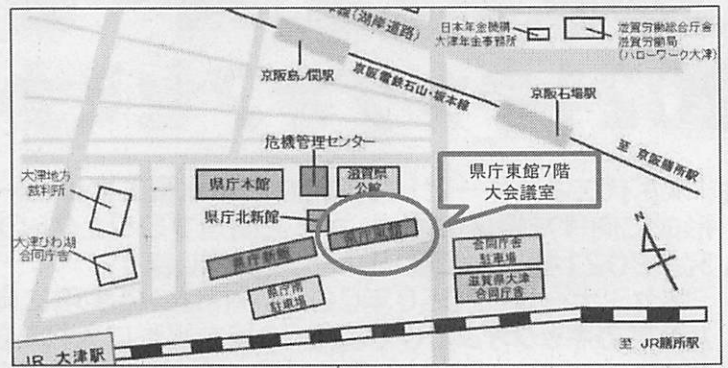 線(湖岸道路)
日本年金機構
大津年金事務所
滋賀労働総合庁舎
滋賀労働局
(ハローワーク大津)
京阪島ノ関駅
京阪電鉄石山・坂本線
京阪石場駅
至 京阪膳所駅
危機管理センター
大津地方
裁判所
県庁本館
滋賀県
公館
県庁東館7階
大会議室
県庁北新館
県庁東館
大津びわ湖
合同庁舎
県庁新館
合同庁舎
駐車場
県庁南
駐車場
滋賀県大津
合同庁舎
N
JR 大津駅
至 JR膳所駅